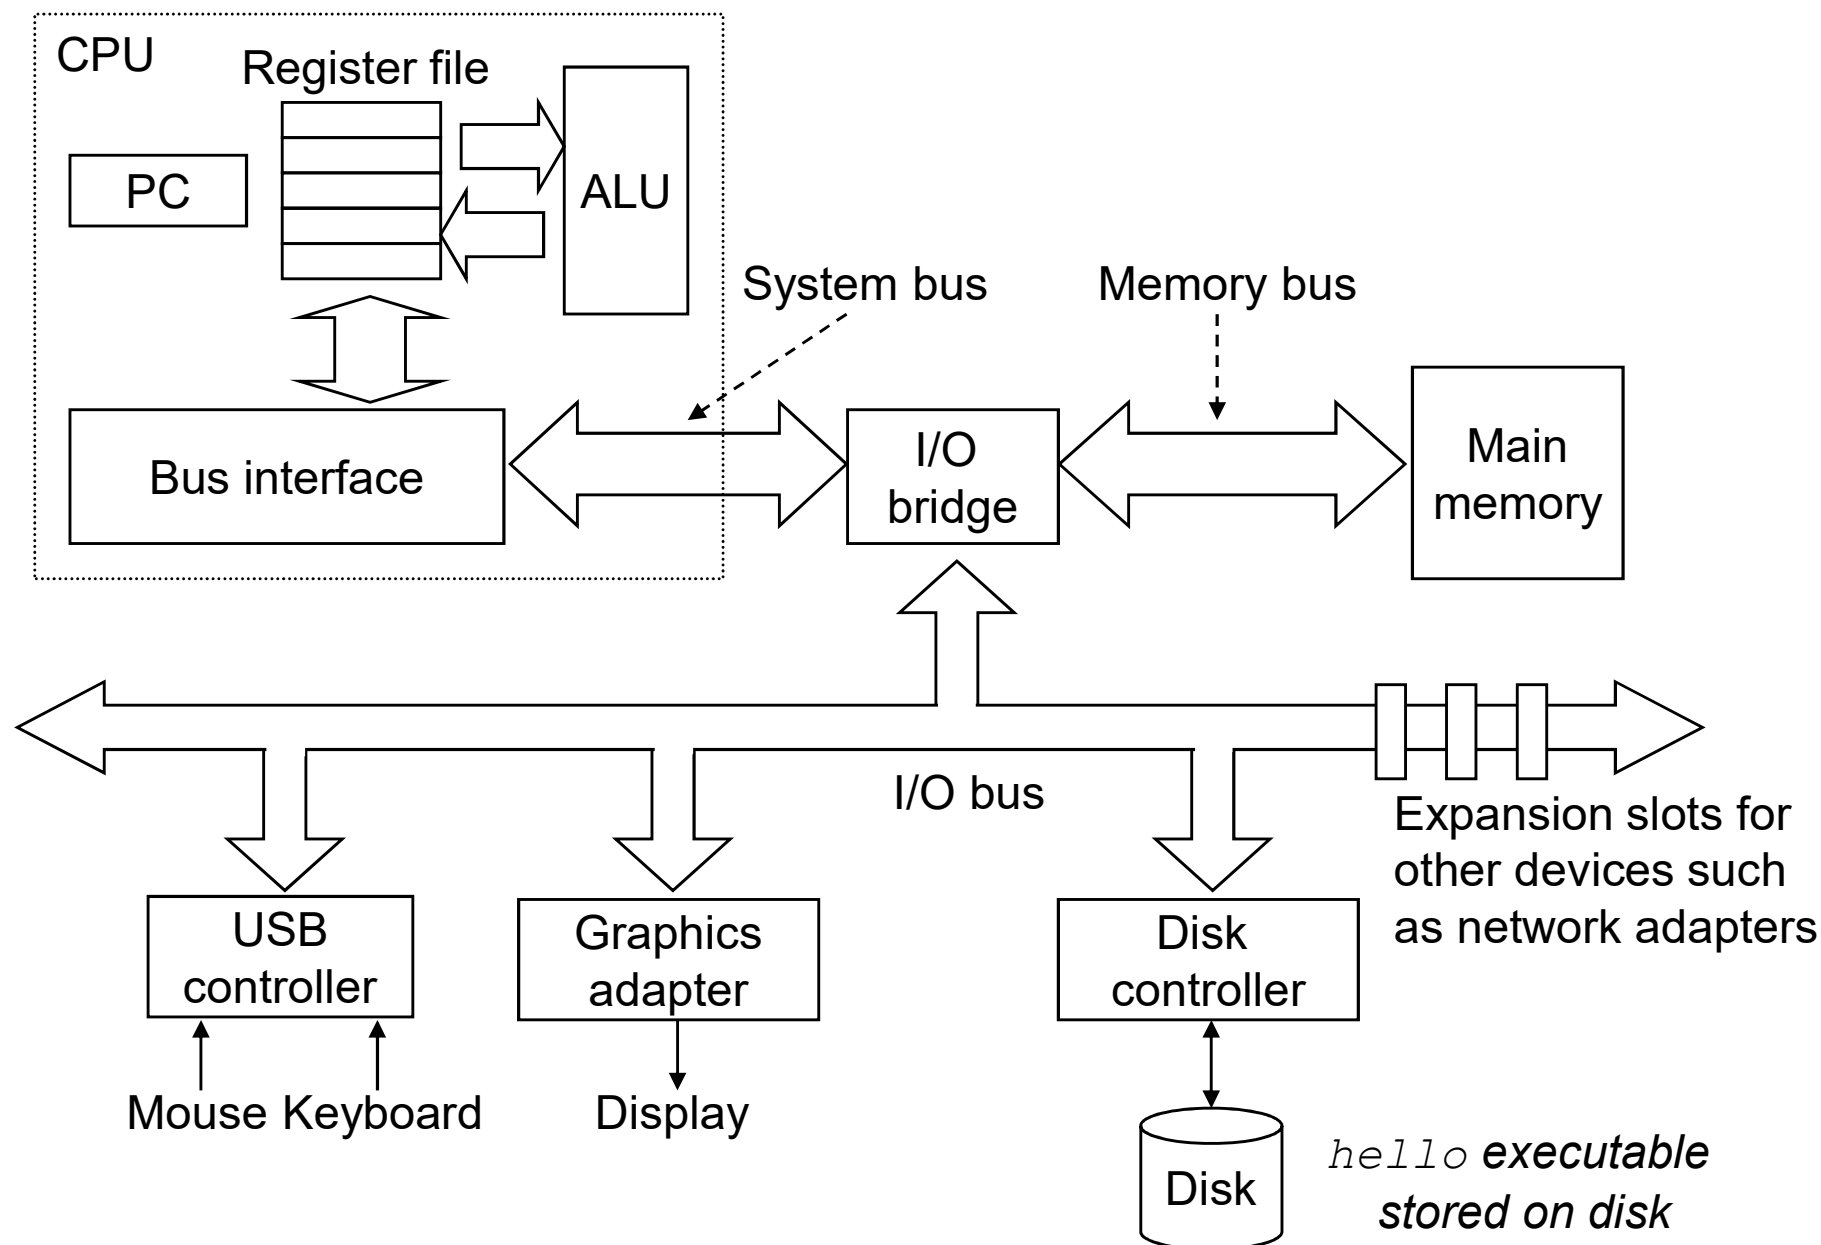 CPU
Register file
PC
ALU
System bus
Memory bus
Bus interface
I/O
bridge
Main
memory
I/O bus
Expansion slots for
other devices such
as network adapters
USB
controller
Graphics
adapter
Disk
controller
Mouse
Keyboard
Display
Disk
hello executable
stored on disk